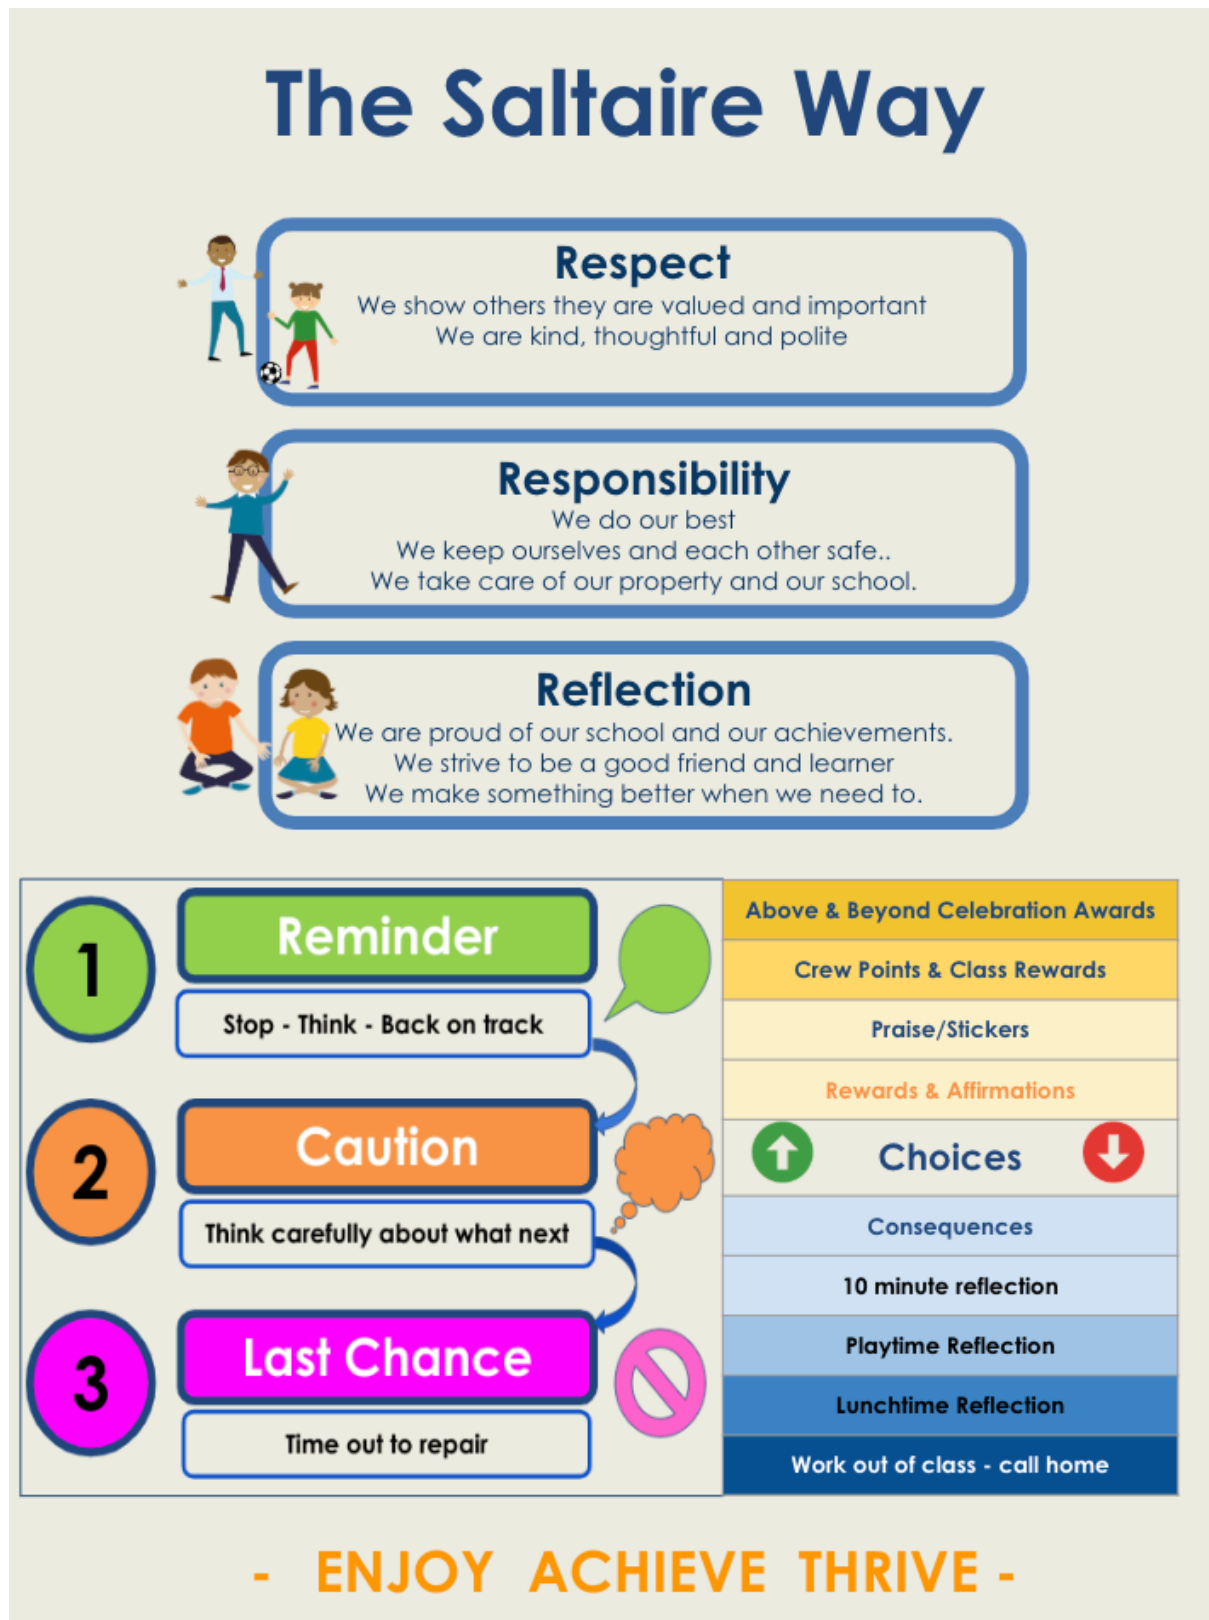 The Saltaire Way
Respect
We show others they are valued and important
We are kind, thoughtful and polite
Responsibility
We do our best
We keep ourselves and each other safe..
We take care of our property and our school.
Reflection
We are proud of our school and our achievements.
We strive to be a good friend and learner
We make something better when we need to.
1
Reminder
Stop - Think - Back on track
2
Caution
Think carefully about what next
3
Last Chance
Time out to repair
Above & Beyond Celebration Awards
Crew Points & Class Rewards
Praise/Stickers
Rewards & Affirmations
Choices
Consequences
10 minute reflection
Playtime Reflection
Lunchtime Reflection
Work out of class - call home
- ENJOY ACHIEVE THRIVE -